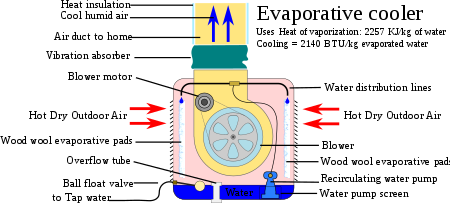 Heat insulation
Cool humid air
Air duct to home
Vibration absorber
Blower motor
Hot Dry Outdoor Air
Wood wool evaporative pads
Overflow tube
Ball float valve
to Tap water
Evaporative cooler
Uses Heat of vaporization: 2257 KJ/kg of water
Cooling = 2140 BTU/kg evaporated water
Water distribution lines
Hot Dry Outdoor Air
Blower
Wood wool evaporative pads
Recirculating water pump
Water pump screen
Water